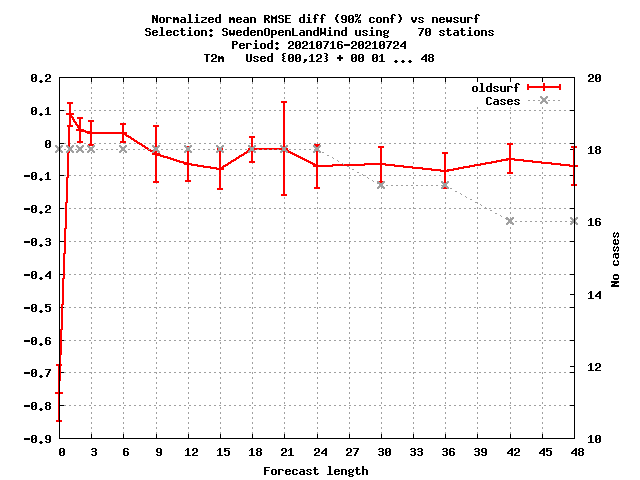 Normalized mean RMSE diff (90% conf) vs newsurf
Selection: SwedenOpenLandWind using    70 stations
Period: 20210716-20210724
T2m   Used {00,12} + 00 01 ... 48
oldsurf
Cases
0.2
0.1
0
-0.1
-0.2
-0.3
-0.4
-0.5
-0.6
-0.7
-0.8
-0.9
20
18
16
14
12
10
No cases
0 3 6 9 12 15 18 21 24 27 30 33 36 39 42 45 48
Forecast length